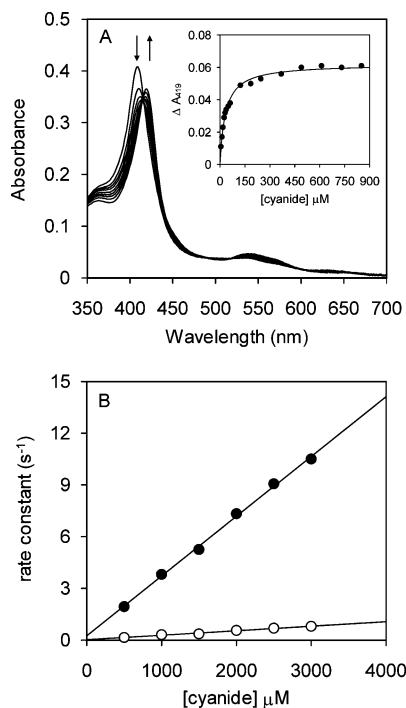 A
0.5
0.4
0.3
0.2
0.1
0
Absorbance
350 400 450 500 550 600 650 700
Wavelength (nm)
0.08
0.06
0.04
0.02
0
Δ A419
0 150 300 450 600 750 900
[cyanide] μM
B
15
12
9
6
3
0
rate constant (s-1)
0 1000 2000 3000 4000
[cyanide] μM